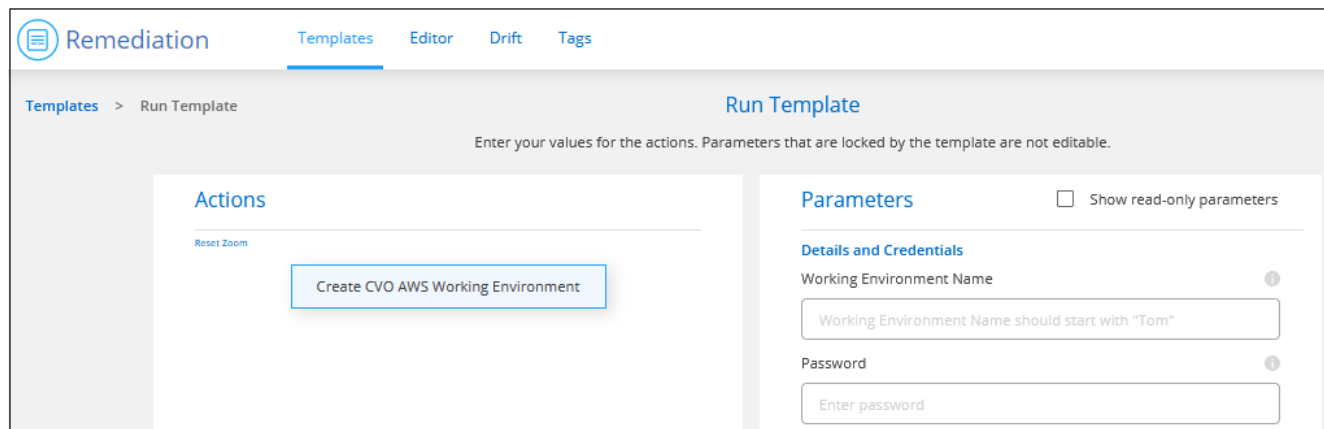 Remediation
Templates Editor Drift Tags
Templates > Run Template
Run Template
Enter your values for the actions. Parameters that are locked by the template are not editable.
Actions
Reset Zoom
Create CVO AWS Working Environment
Parameters
Show read-only parameters
Details and Credentials
Working Environment Name
Working Environment Name should start with "Tom"
Password
Enter password